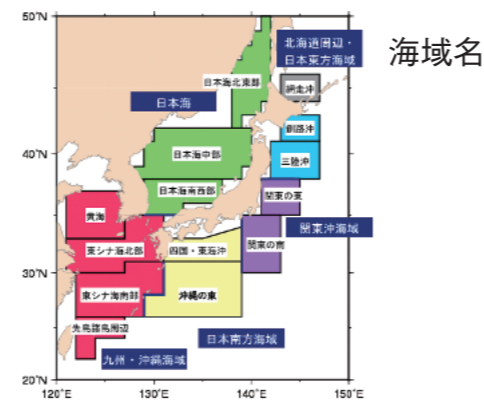 海域名
50°N
北海道周辺・
日本東方海域
日本海北東部
網走沖
日本海
釧路沖
40°N
日本海中部
三陸沖
日本海南西部
関東の東
黄海
関東沖海域
東シナ海北部
四国・東海沖
関東の南
30°N
東シナ海南部
沖縄の東
先島諸島周辺
日本南方海域
九州・沖縄海域
20°N
120°E
130°E
140°E
150°E